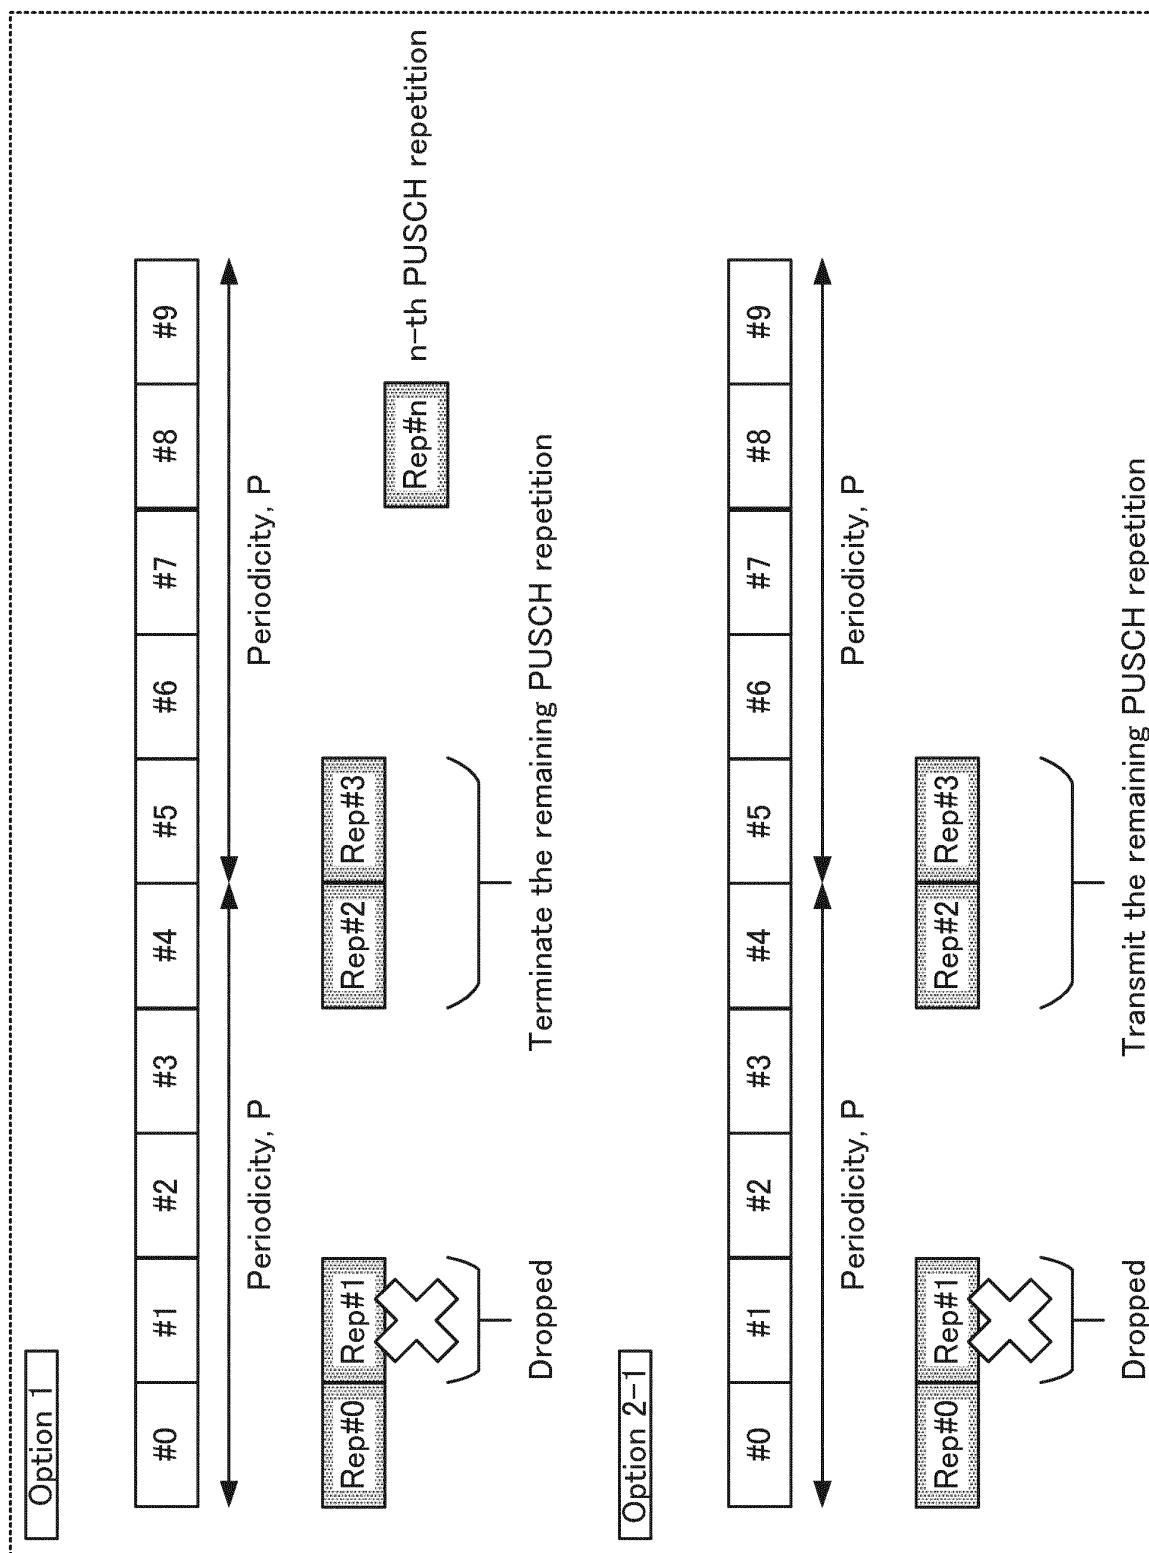 Option 1
#0 #1 #2 #3 #4 #5 #6 #7 #8 #9
Periodicity, P Periodicity, P
Rep#0 Rep#1 Rep#2 Rep#3
Rep#n n-th PUSCH repetition
Dropped Terminate the remaining PUSCH repetition
Option 2-1
#0 #1 #2 #3 #4 #5 #6 #7 #8 #9
Periodicity, P Periodicity, P
Rep#0 Rep#1 Rep#2 Rep#3
Dropped Transmit the remaining PUSCH repetition